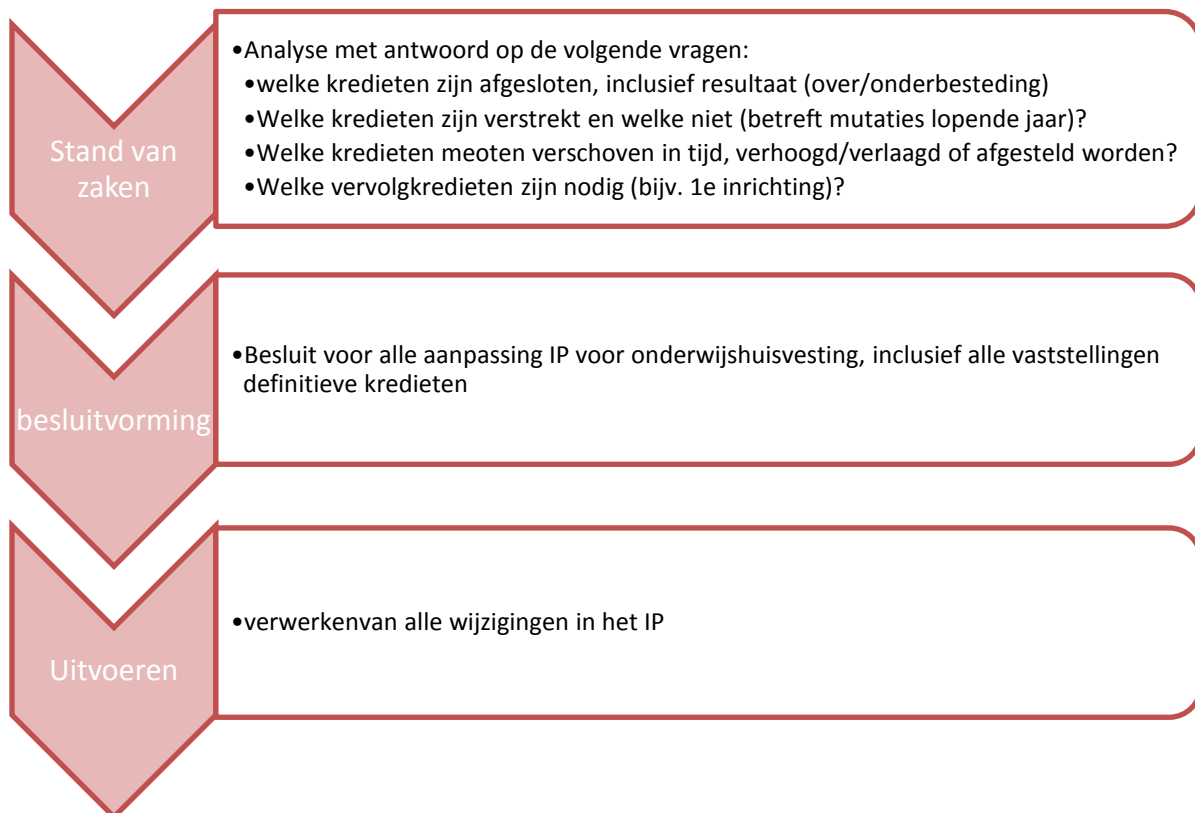 Stand van
zaken
•Analyse met antwoord op de volgende vragen:
•welke kredieten zijn afgesloten, inclusief resultaat (over/onderbesteding)
•Welke kredieten zijn verstrekt en welke niet (betreft mutaties lopende jaar)?
•Welke kredieten meoten verschoven in tijd, verhoogd/verlaagd of afgesteld worden?
•Welke vervolgkredieten zijn nodig (bijv. 1e inrichting)?
besluitvorming
•Besluit voor alle aanpassing IP voor onderwijshuisvesting, inclusief alle vaststellingen
definitieve kredieten
Uitvoeren
•verwerkenvan alle wijzigingen in het IP